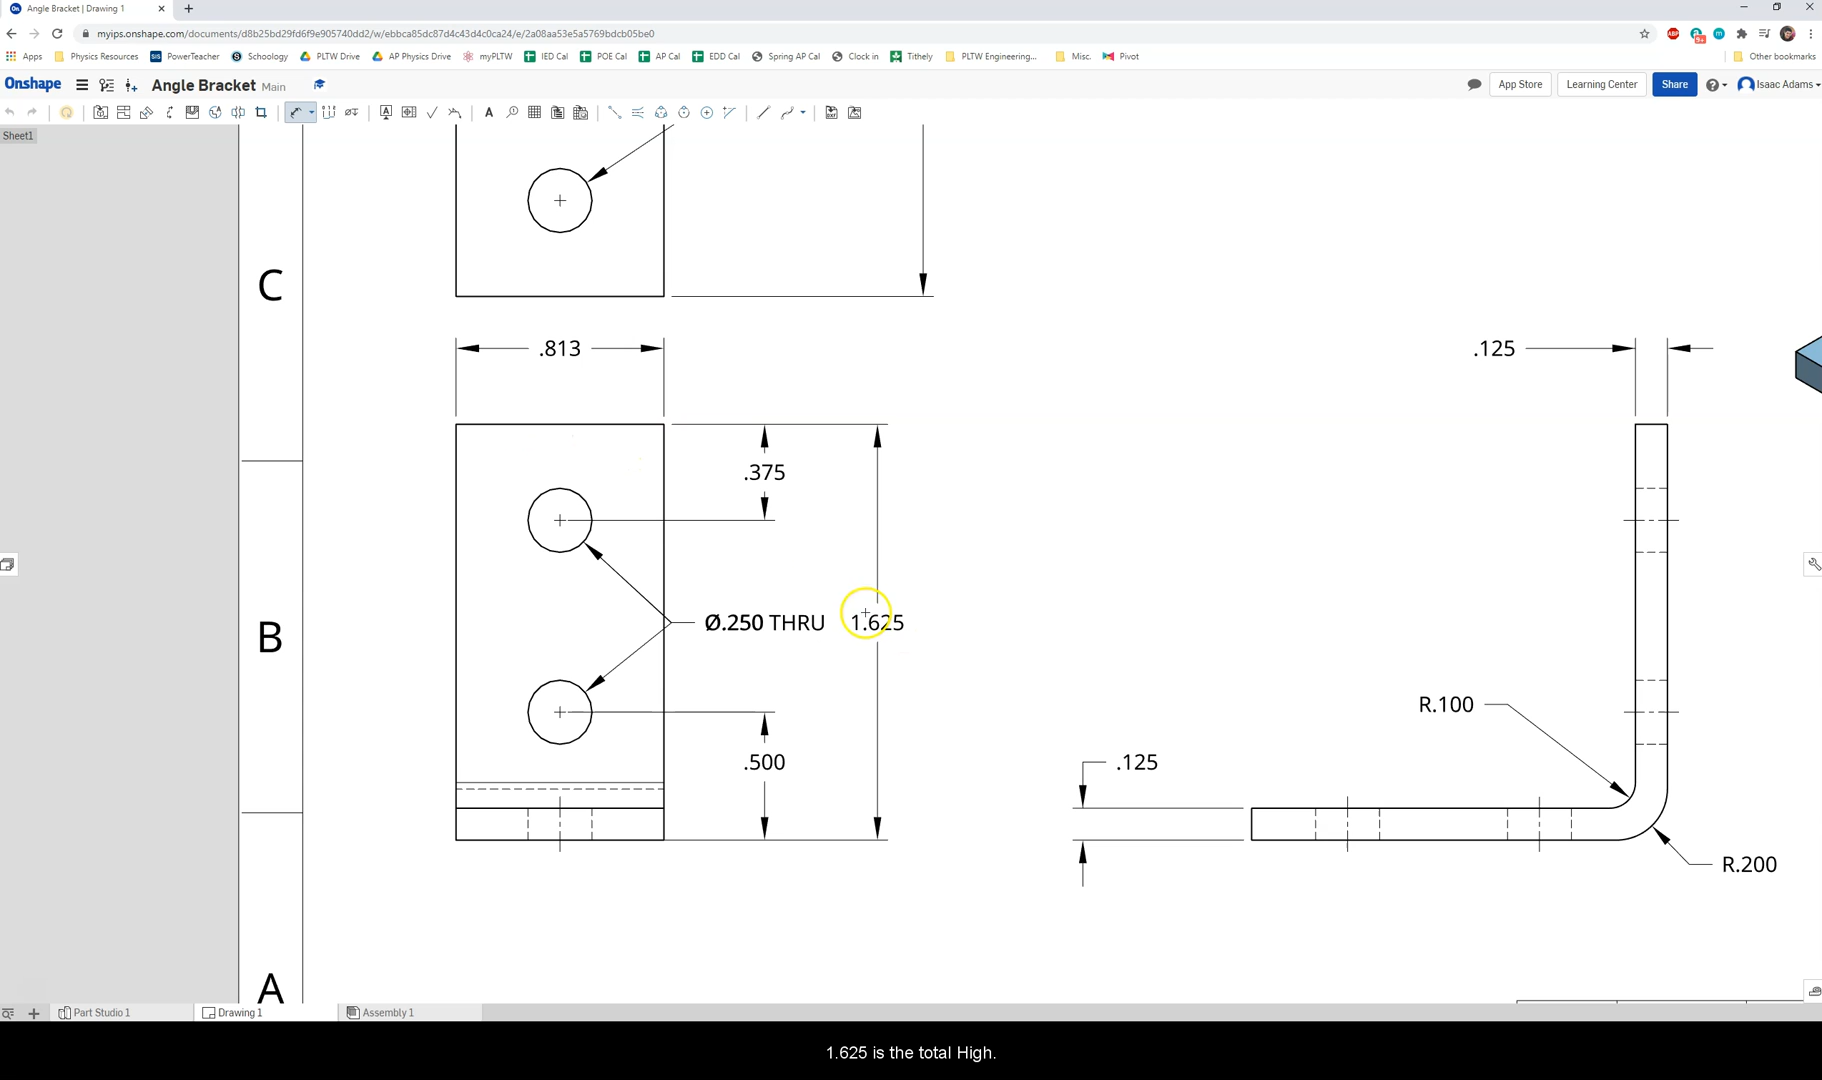 On Angle Bracket | Drawing 1
myips.onshape.com/documents/d8b25bd29fd6f9e905740dd2/w/ebbca85dc87d4c43d4c0ca24/e/2a08aa53e5a5769bdcb05be0
ABP 9+ m
Apps Physics Resources SIS PowerTeacher S Schoology PLTW Drive AP Physics Drive myPLTW IED Cal POE Cal AP Cal EDD Cal Spring AP Cal Clock in Tithely PLTW Engineering... Misc. Pivot Other bookmarks
Onshape Angle Bracket Main App Store Learning Center Share Isaac Adams
Sheet1
C
.813
.125
.375
B
Ø.250 THRU 1.625
R.100
.500
.125
R.200
A
Part Studio 1 Drawing 1 Assembly 1
1.625 is the total High.